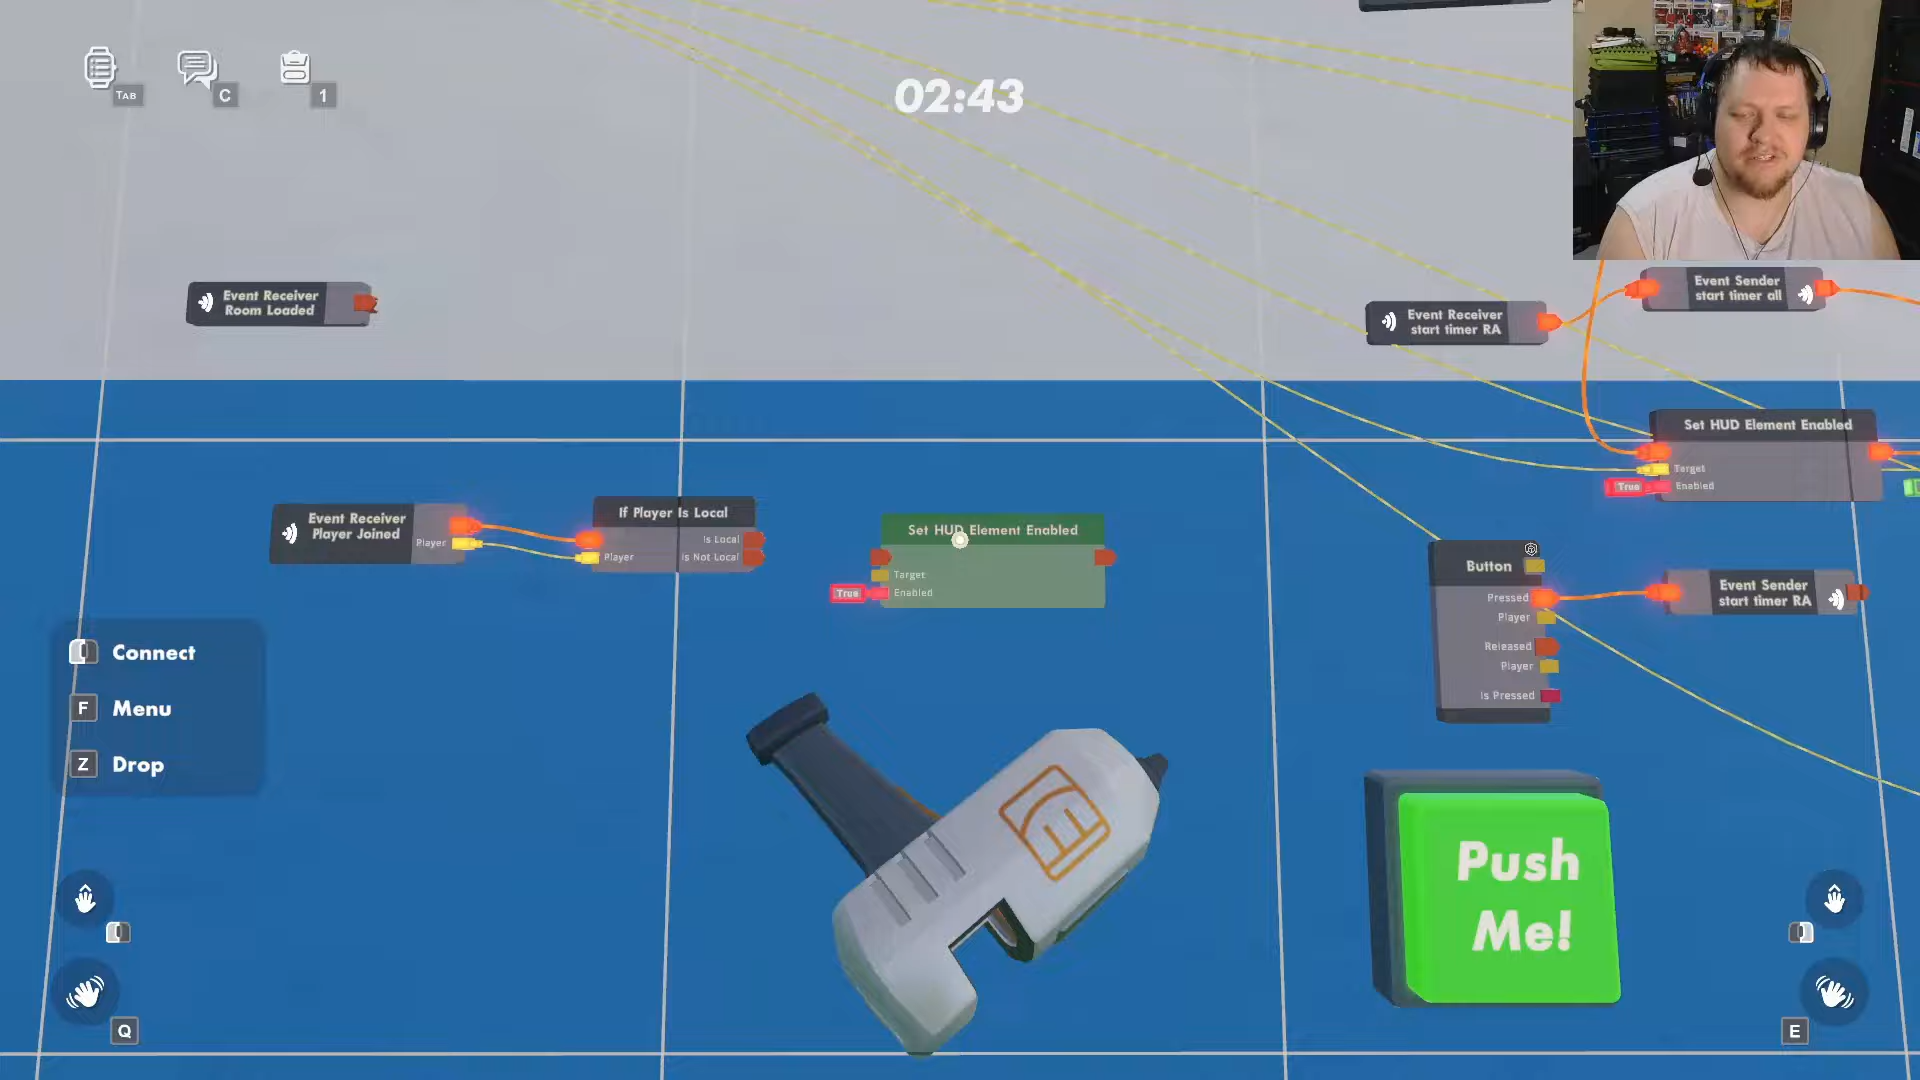 TAB
C
1
02:43
Event Receiver
Room Loaded
Event Sender
start timer all
Event Receiver
start timer RA
Set HUD Element Enabled
Target
True
Enabled
Event Receiver
Player Joined
Player
If Player Is Local
Is Local
Player
Is Not Local
Set HUD Element Enabled
Target
True
Enabled
Button
Pressed
Player
Released
Player
Is Pressed
Event Sender
start timer RA
Connect
F
Menu
Z
Drop
Push
Me!
Q
E